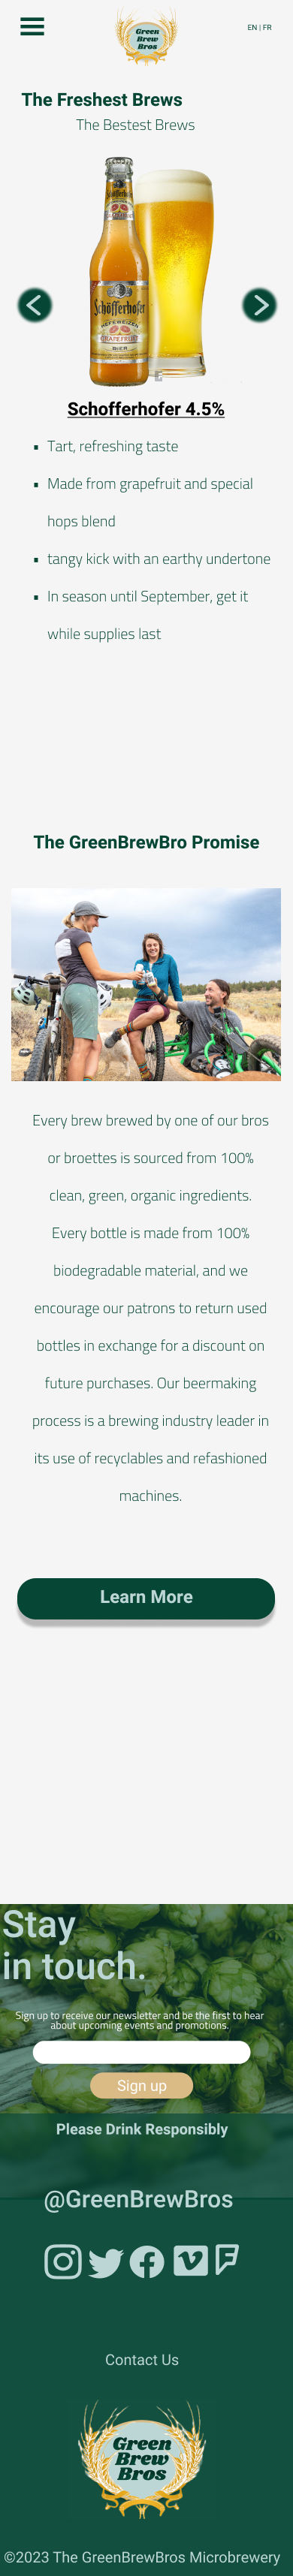 Green
Brew
Bros
EN | FR
The Freshest Brews
The Bestest Brews
Schöfferhofer
HEFEWEIZEN
GRAPEFRUIT
BIER
Schofferhofer 4.5%
Tart, refreshing taste
Made from grapefruit and special
hops blend
tangy kick with an earthy undertone
In season until September, get it
while supplies last
The GreenBrewBro Promise
Every brew brewed by one of our bros
or broettes is sourced from 100%
clean, green, organic ingredients.
Every bottle is made from 100%
biodegradable material, and we
encourage our patrons to return used
bottles in exchange for a discount on
future purchases. Our beermaking
process is a brewing industry leader in
its use of recyclables and refashioned
machines.
Learn More
Stay
in touch.
Sign up to receive our newsletter and be the first to hear
about upcoming events and promotions.
Sign up
Please Drink Responsibly
@GreenBrewBros
Contact Us
Green
Brew
Bros
©2023 The GreenBrewBros Microbrewery